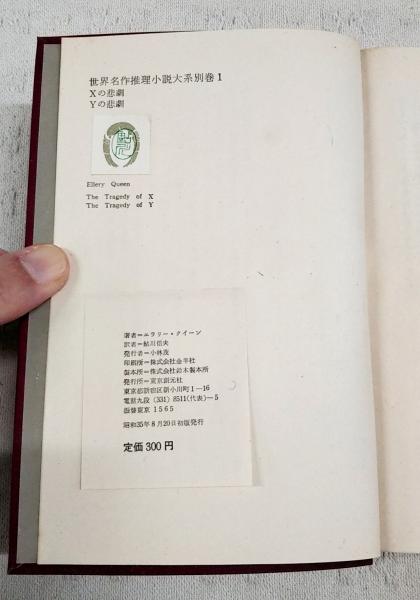 世界名作推理小説大系別巻1
Xの悲劇
Yの悲劇
Ellery Queen
The Tragedy of X
The Tragedy of Y
著者=エラリー・クイーン
訳者=鮎川信夫
発行者=小林茂
印刷所=株式会社金羊社
製本所=株式会社鈴木製本所
発行所=東京創元社
東京都新宿区新小川町1—16
電話九段 (331) 8511(代表)—5
振替東京 1565
昭和35年8月20日初版発行
定価300円